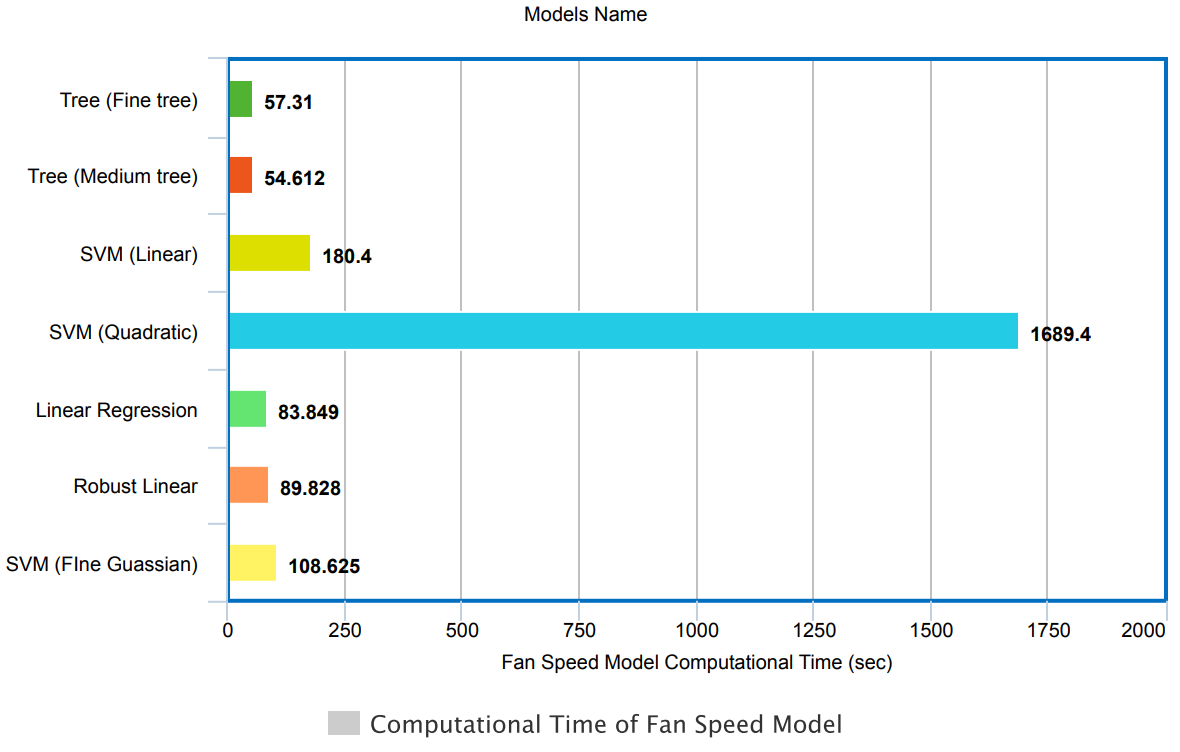 Models Name
Tree (Fine tree)
57.31
Tree (Medium tree)
54.612
SVM (Linear)
180.4
SVM (Quadratic)
1689.4
Linear Regression
83.849
Robust Linear
89.828
SVM (FIne Guassian)
108.625
0 250 500 750 1000 1250 1500 1750 2000
Fan Speed Model Computational Time (sec)
Computational Time of Fan Speed Model